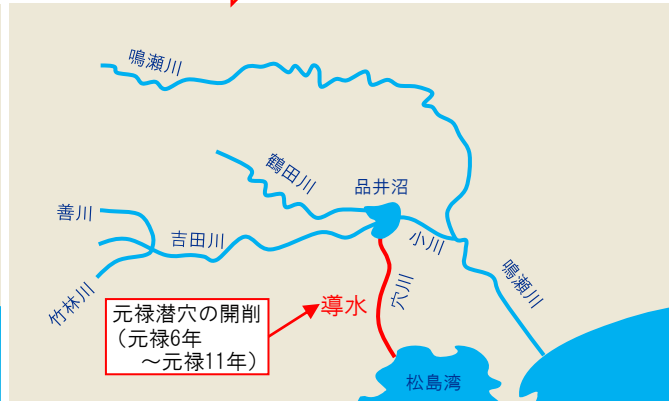 鳴瀬川
鶴田川
品井沼
善川
吉田川
小川
竹林川
穴川
鳴瀬川
導水
元禄潜穴の開削
(元禄6年
～元禄11年)
松島湾